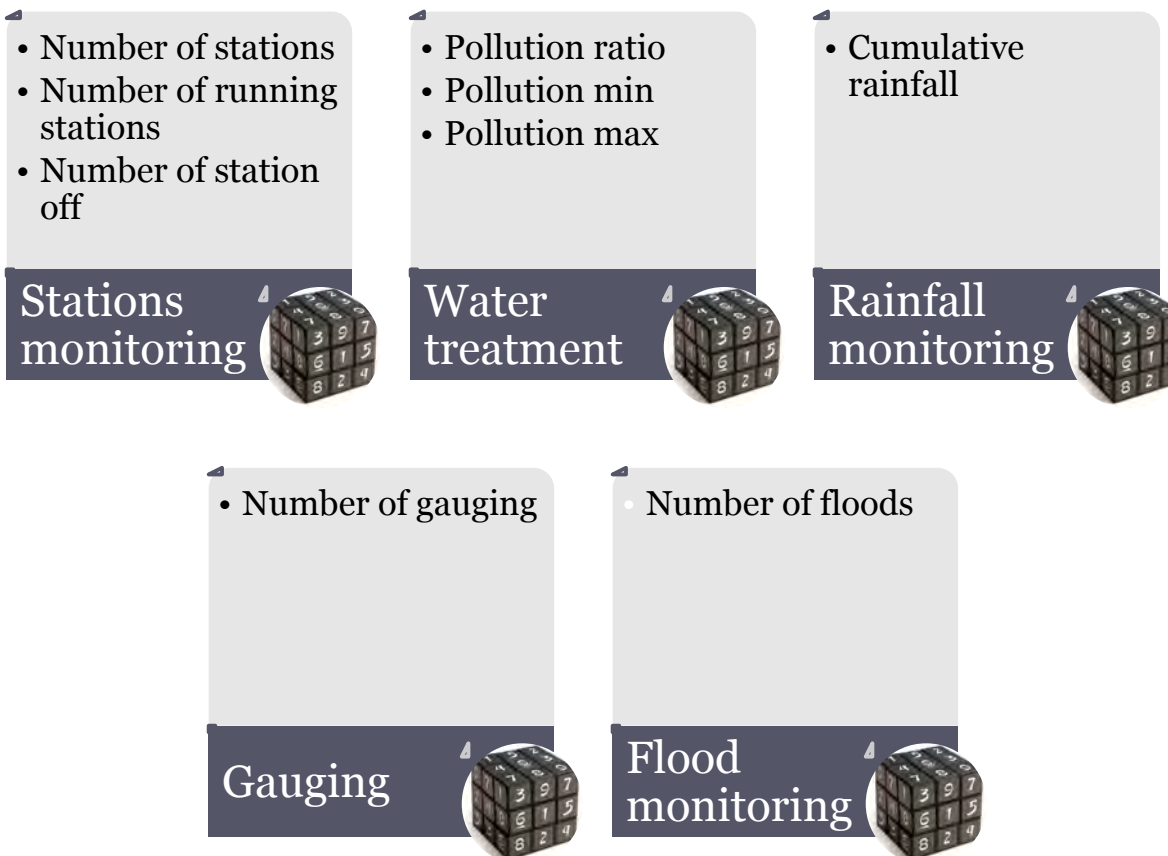 • Number of stations
• Number of running
stations
• Number of station
off
Stations
monitoring
• Pollution ratio
• Pollution min
• Pollution max
Water
treatment
• Cumulative
rainfall
Rainfall
monitoring
• Number of gauging
Gauging
• Number of floods
Flood
monitoring